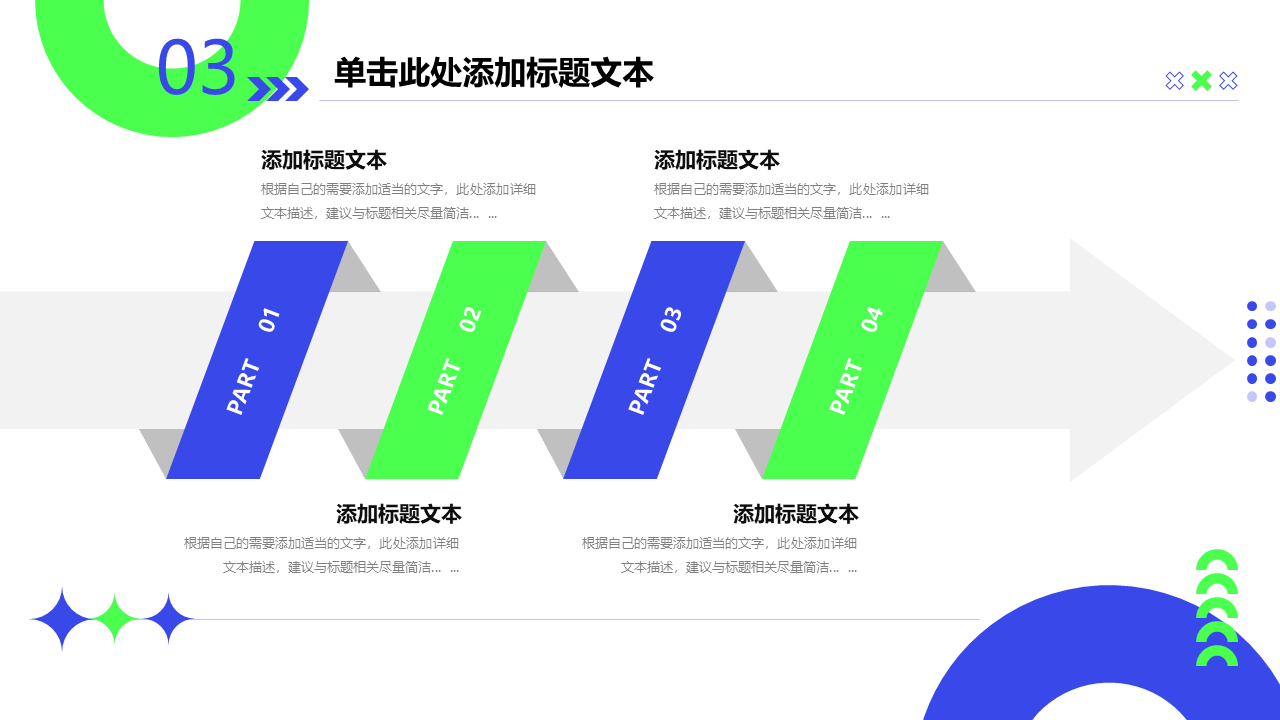 03
单击此处添加标题文本
添加标题文本
根据自己的需要添加适当的文字，此处添加详细
文本描述，建议与标题相关尽量简洁... ...
添加标题文本
根据自己的需要添加适当的文字，此处添加详细
文本描述，建议与标题相关尽量简洁... ...
PART 01
PART 02
PART 03
PART 04
添加标题文本
根据自己的需要添加适当的文字，此处添加详细
文本描述，建议与标题相关尽量简洁... ...
添加标题文本
根据自己的需要添加适当的文字，此处添加详细
文本描述，建议与标题相关尽量简洁... ...